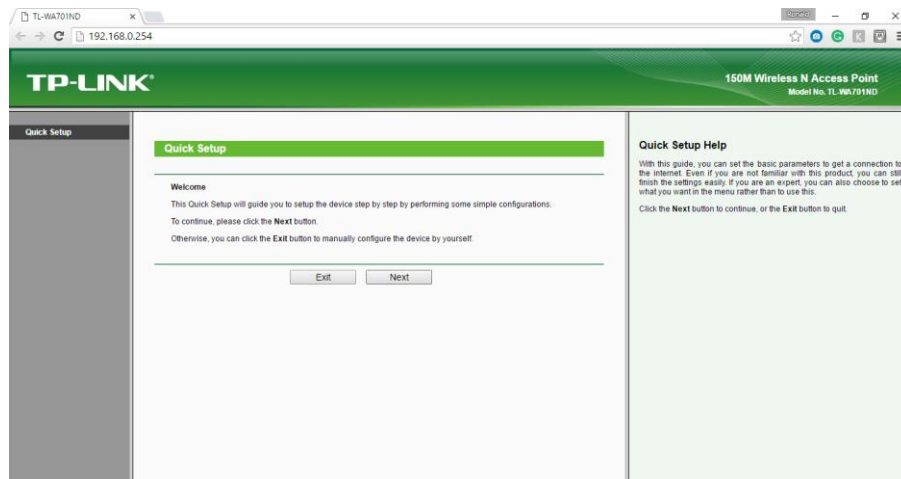 TL-WA701ND
192.168.0.254
TP-LINK®
150M Wireless N Access Point
Model No. TL-WA701ND
Quick Setup
Quick Setup
Welcome
This Quick Setup will guide you to setup the device step by step by performing some simple configurations.
To continue, please click the Next button.
Otherwise, you can click the Exit button to manually configure the device by yourself.
Exit Next
Quick Setup Help
With this guide, you can set the basic parameters to get a connection to
the internet. Even if you are not familiar with this product, you can still
finish the settings easily. If you are an expert, you can also choose to set
what you want in the menu rather than to use this.
Click the Next button to continue, or the Exit button to quit.